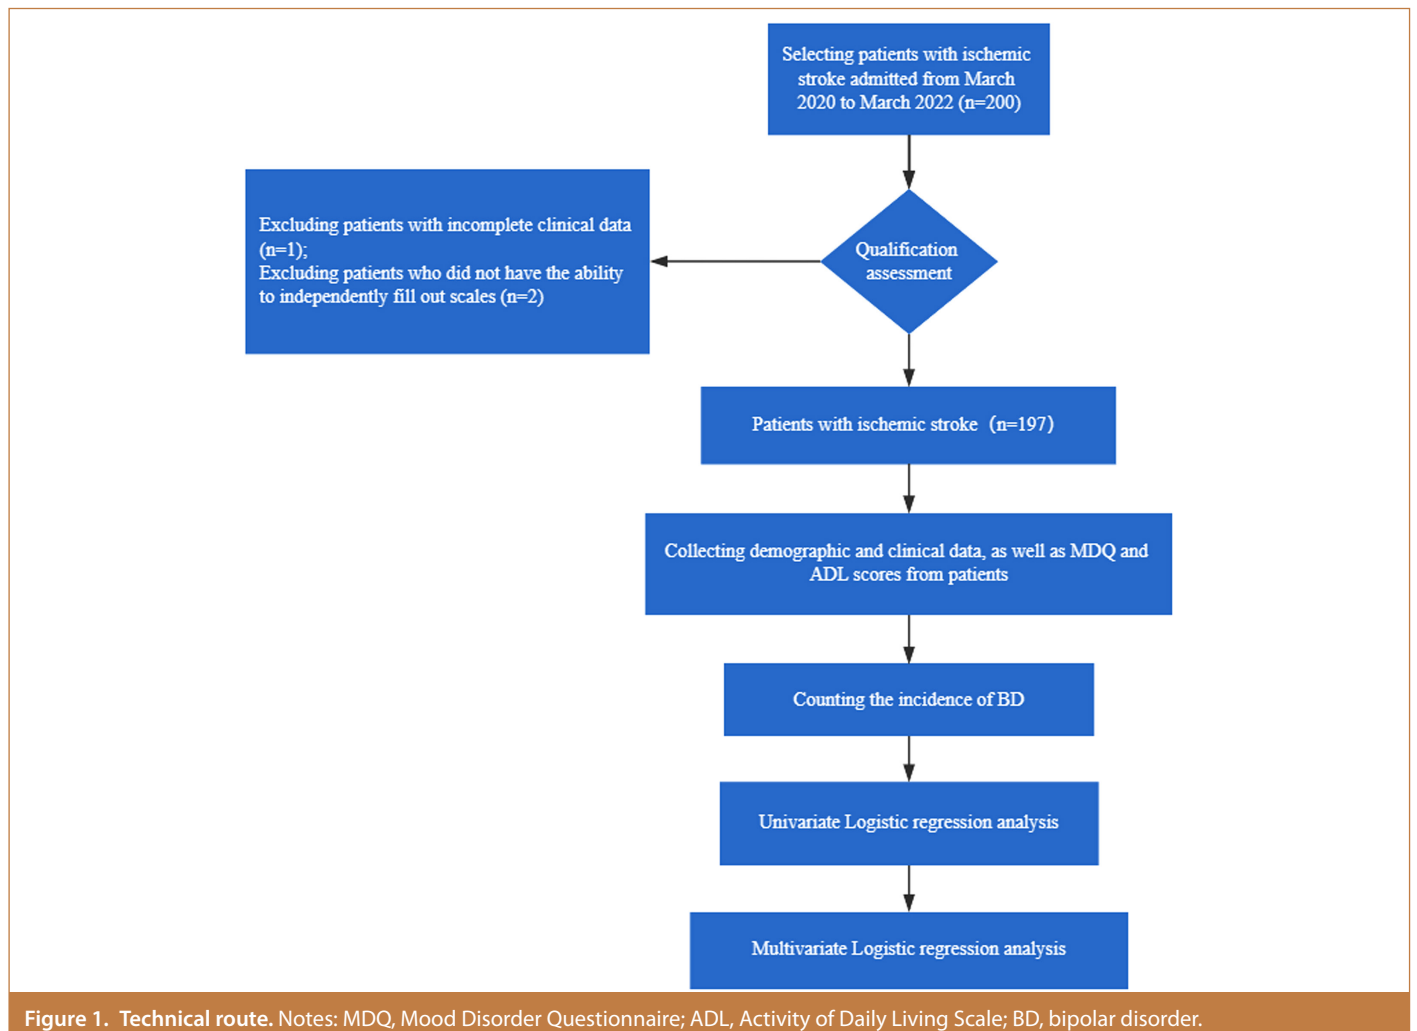 Selecting patients with ischemic
stroke admitted from March
2020 to March 2022 (n=200)
Qualification
assessment
Excluding patients with incomplete clinical data
(n=1);
Excluding patients who did not have the ability
to independently fill out scales (n=2)
Patients with ischemic stroke（n=197）
Collecting demographic and clinical data, as well as MDQ and
ADL scores from patients
Counting the incidence of BD
Univariate Logistic regression analysis
Multivariate Logistic regression analysis
Figure 1. Technical route. Notes: MDQ, Mood Disorder Questionnaire; ADL, Activity of Daily Living Scale; BD, bipolar disorder.